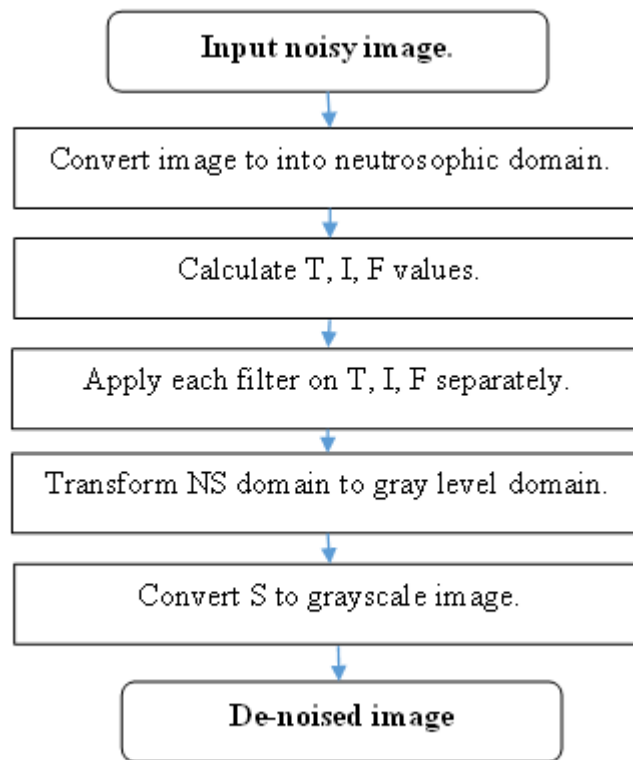 Input noisy image.
Convert image to into neutrosophic domain.
Calculate T, I, F values.
Apply each filter on T, I, F separately.
Transform NS domain to gray level domain.
Convert S to grayscale image.
De-noised image